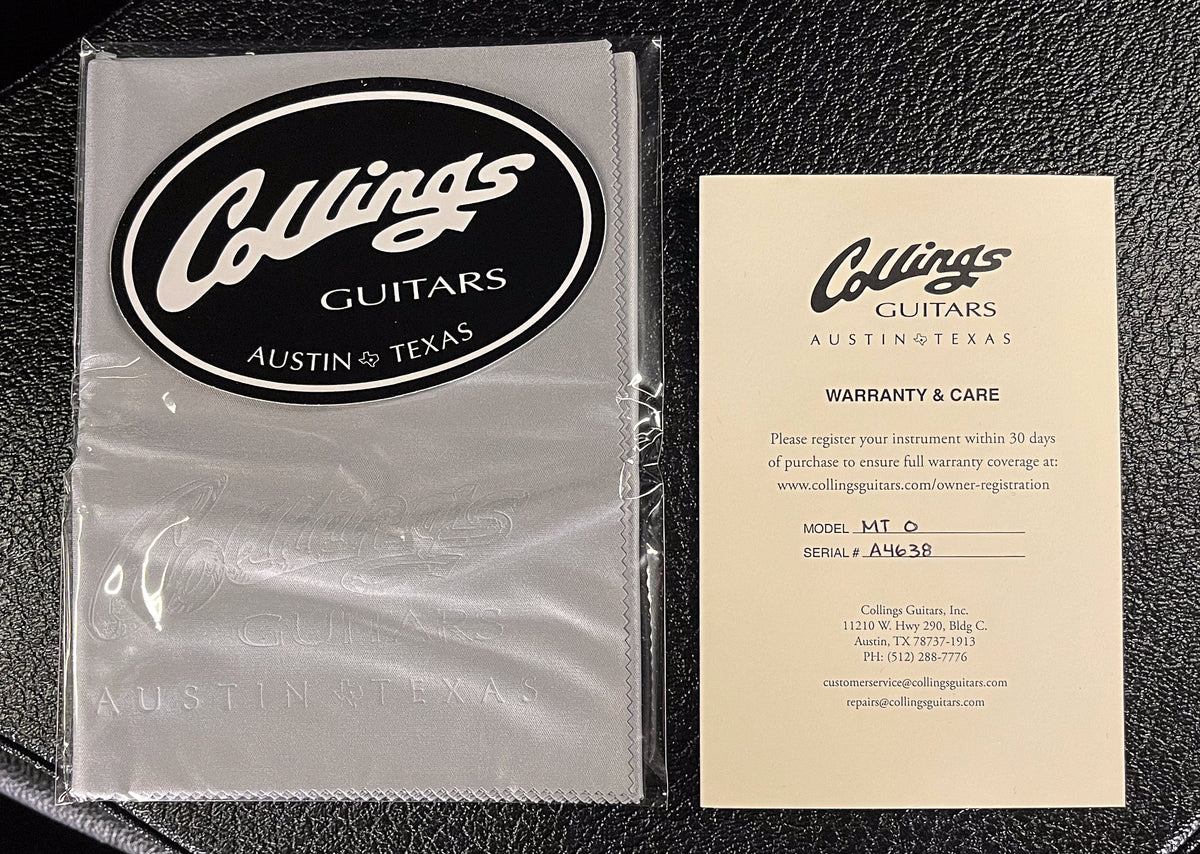 Collings
GUITARS
AUSTIN TEXAS
Collings
GUITARS
AUSTIN TEXAS
Collings
GUITARS
AUSTIN TEXAS
WARRANTY & CARE
Please register your instrument within 30 days
of purchase to ensure full warranty coverage at:
www.collingsguitars.com/owner-registration
MODEL MT O
SERIAL # A4638
Collings Guitars, Inc.
11210 W. Hwy 290, Bldg C.
Austin, TX 78737-1913
PH: (512) 288-7776
customerservice@collingsguitars.com
repairs@collingsguitars.com